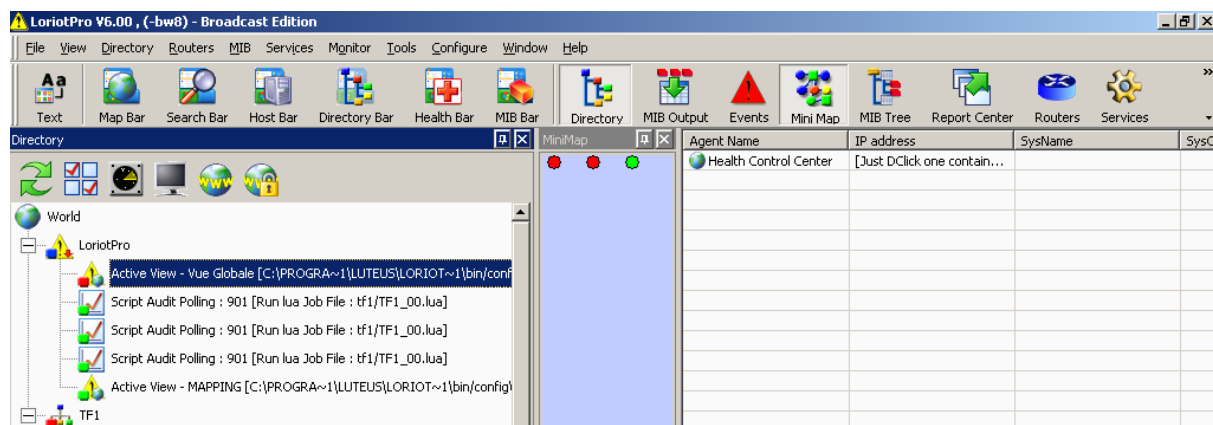 LoriotPro V6.00 , (-bw8) - Broadcast Edition
File View Directory Routers MIB Services Monitor Tools Configure Window Help
Aa
Text Map Bar Search Bar Host Bar Directory Bar Health Bar MIB Bar Directory MIB Output Events Mini Map MIB Tree Report Center Routers Services
Directory MiniMap Agent Name IP address SysName SysC
Health Control Center [Just DClick one contain...
World
LoriotPro
Active View - Vue Globale [C:\PROGRA~1\LUTEUS\LORIOT~1\bin/conf
Script Audit Polling : 901 [Run lua Job File : tf1/TF1_00.lua]
Script Audit Polling : 901 [Run lua Job File : tf1/TF1_00.lua]
Script Audit Polling : 901 [Run lua Job File : tf1/TF1_00.lua]
Active View - MAPPING [C:\PROGRA~1\LUTEUS\LORIOT~1\bin/config\
TF1